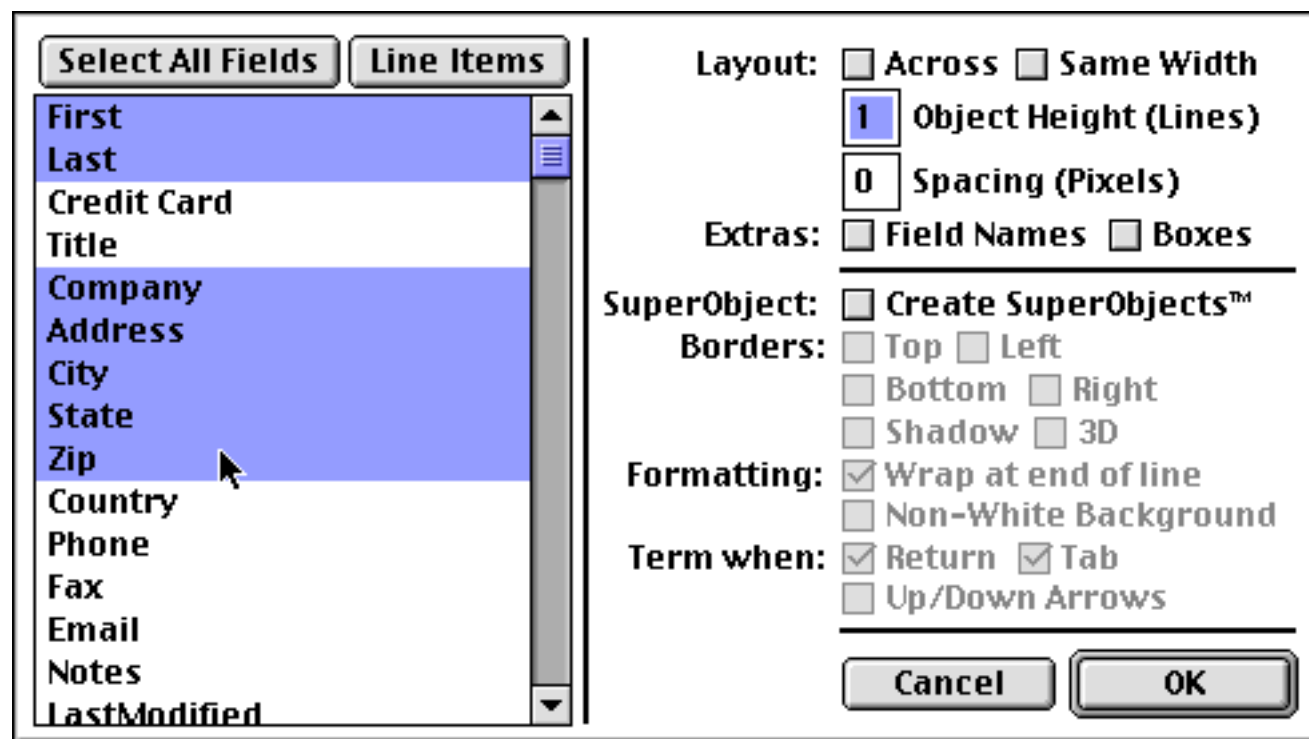 Select All Fields
Line Items
First
Last
Credit Card
Title
Company
Address
City
State
Zip
Country
Phone
Fax
Email
Notes
LastModified
Layout: Across Same Width
1 Object Height (Lines)
0 Spacing (Pixels)
Extras: Field Names Boxes
SuperObject: Create SuperObjects™
Borders: Top Left
Bottom Right
Shadow 3D
Formatting: Wrap at end of line
Non-White Background
Term when: Return Tab
Up/Down Arrows
Cancel OK